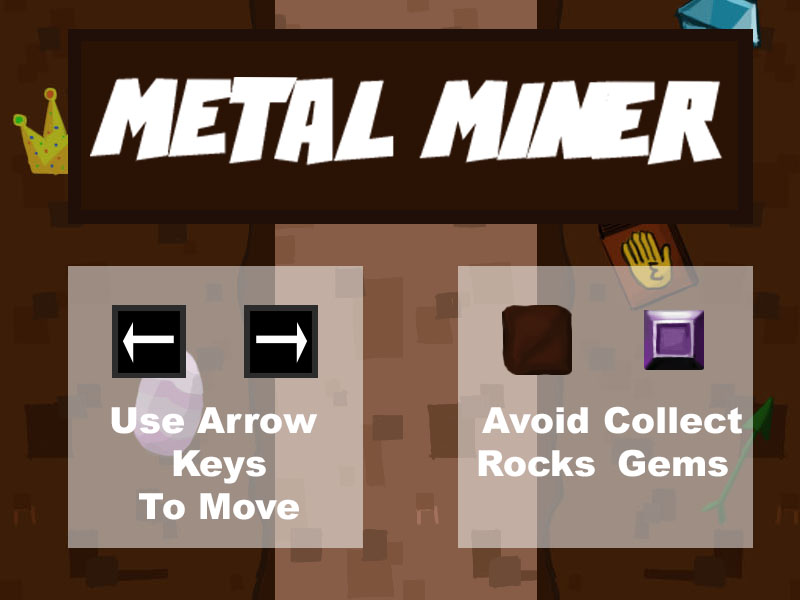 METAL MINER
Use Arrow
Keys
To Move
Avoid
Rocks
Collect
Gems